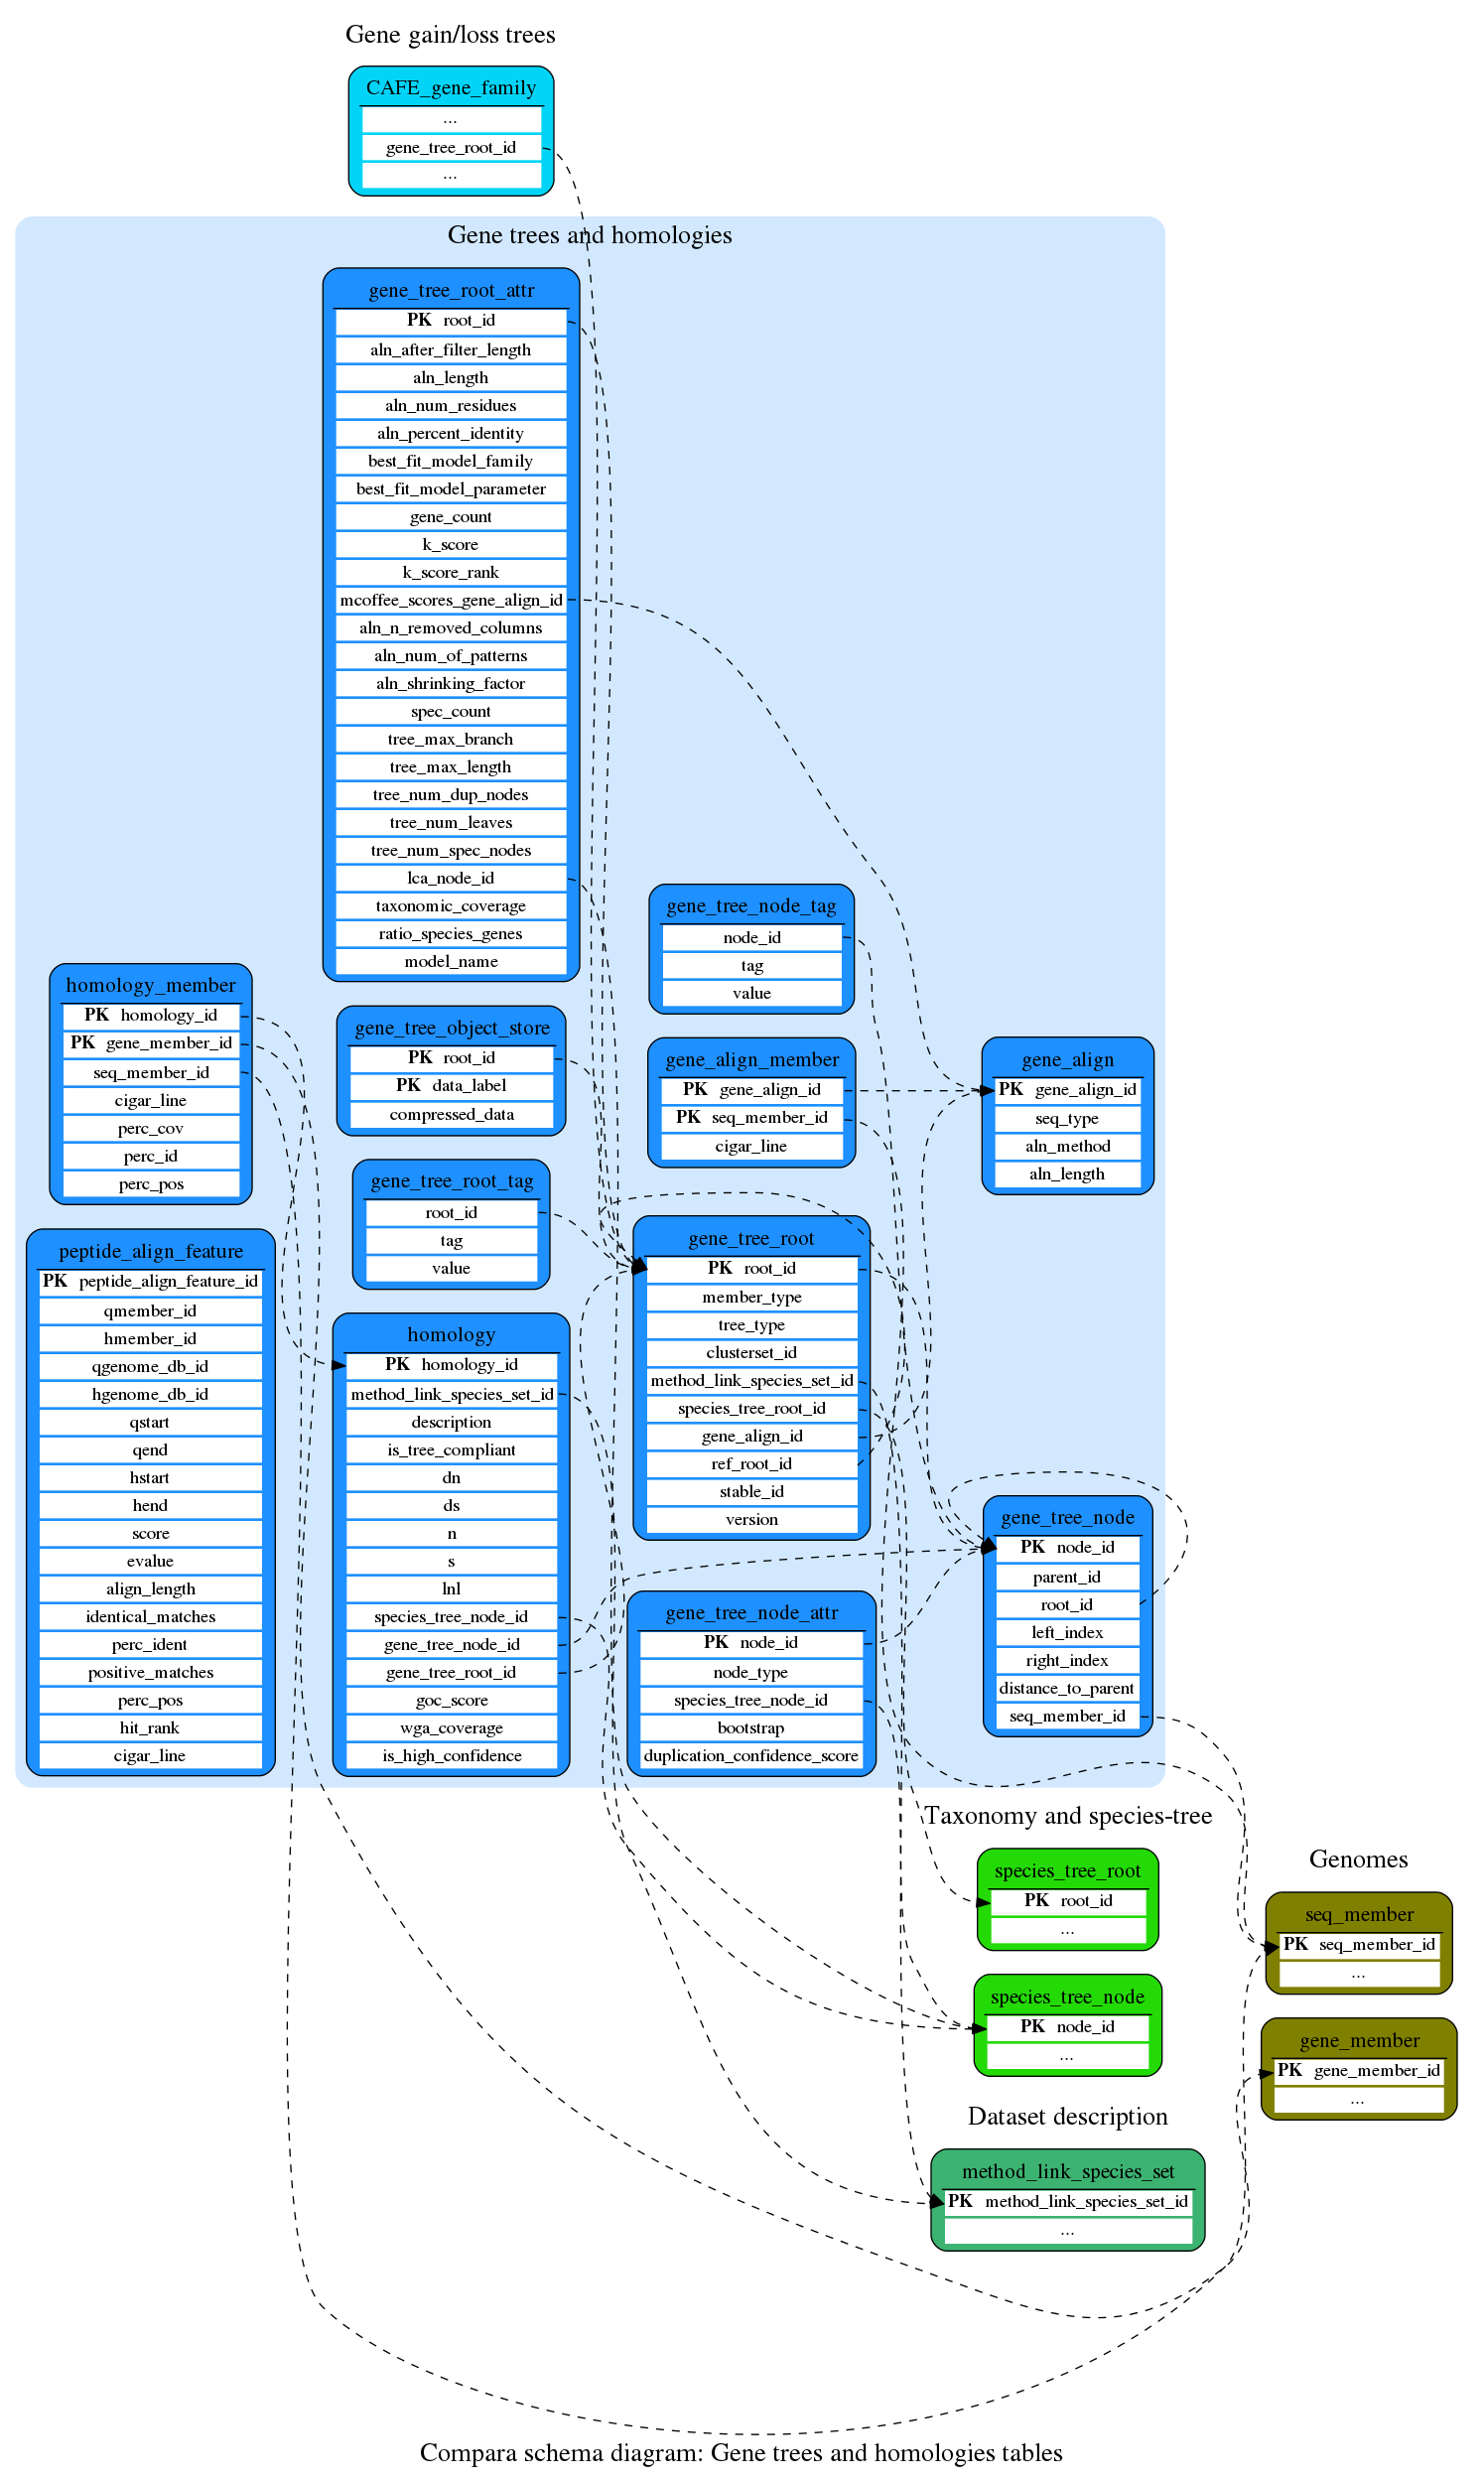 Gene gain/loss trees
CAFE_gene_family
...
gene_tree_root_id
...
Gene trees and homologies
gene_tree_root_attr
PK root_id
aln_after_filter_length
aln_length
aln_num_residues
aln_percent_identity
best_fit_model_family
best_fit_model_parameter
gene_count
k_score
k_score_rank
mcoffee_scores_gene_align_id
aln_n_removed_columns
aln_num_of_patterns
aln_shrinking_factor
spec_count
tree_max_branch
tree_max_length
tree_num_dup_nodes
tree_num_leaves
tree_num_spec_nodes
lca_node_id
taxonomic_coverage
ratio_species_genes
model_name
homology_member
PK homology_id
PK gene_member_id
seq_member_id
cigar_line
perc_cov
perc_id
perc_pos
peptide_align_feature
PK peptide_align_feature_id
qmember_id
hmember_id
qgenome_db_id
hgenome_db_id
qstart
qend
hstart
hend
score
evalue
align_length
identical_matches
perc_ident
positive_matches
perc_pos
hit_rank
cigar_line
gene_tree_object_store
PK root_id
PK data_label
compressed_data
gene_tree_root_tag
root_id
tag
value
homology
PK homology_id
method_link_species_set_id
description
is_tree_compliant
dn
ds
n
s
lnl
species_tree_node_id
gene_tree_node_id
gene_tree_root_id
goc_score
wga_coverage
is_high_confidence
gene_tree_node_tag
node_id
tag
value
gene_align_member
PK gene_align_id
PK seq_member_id
cigar_line
gene_tree_root
PK root_id
member_type
tree_type
clusterset_id
method_link_species_set_id
species_tree_root_id
gene_align_id
ref_root_id
stable_id
version
gene_tree_node_attr
PK node_id
node_type
species_tree_node_id
bootstrap
duplication_confidence_score
gene_align
PK gene_align_id
seq_type
aln_method
aln_length
gene_tree_node
PK node_id
parent_id
root_id
left_index
right_index
distance_to_parent
seq_member_id
Taxonomy and species-tree
species_tree_root
PK root_id
...
species_tree_node
PK node_id
...
Dataset description
method_link_species_set
PK method_link_species_set_id
...
Genomes
seq_member
PK seq_member_id
...
gene_member
PK gene_member_id
...
Compara schema diagram: Gene trees and homologies tables